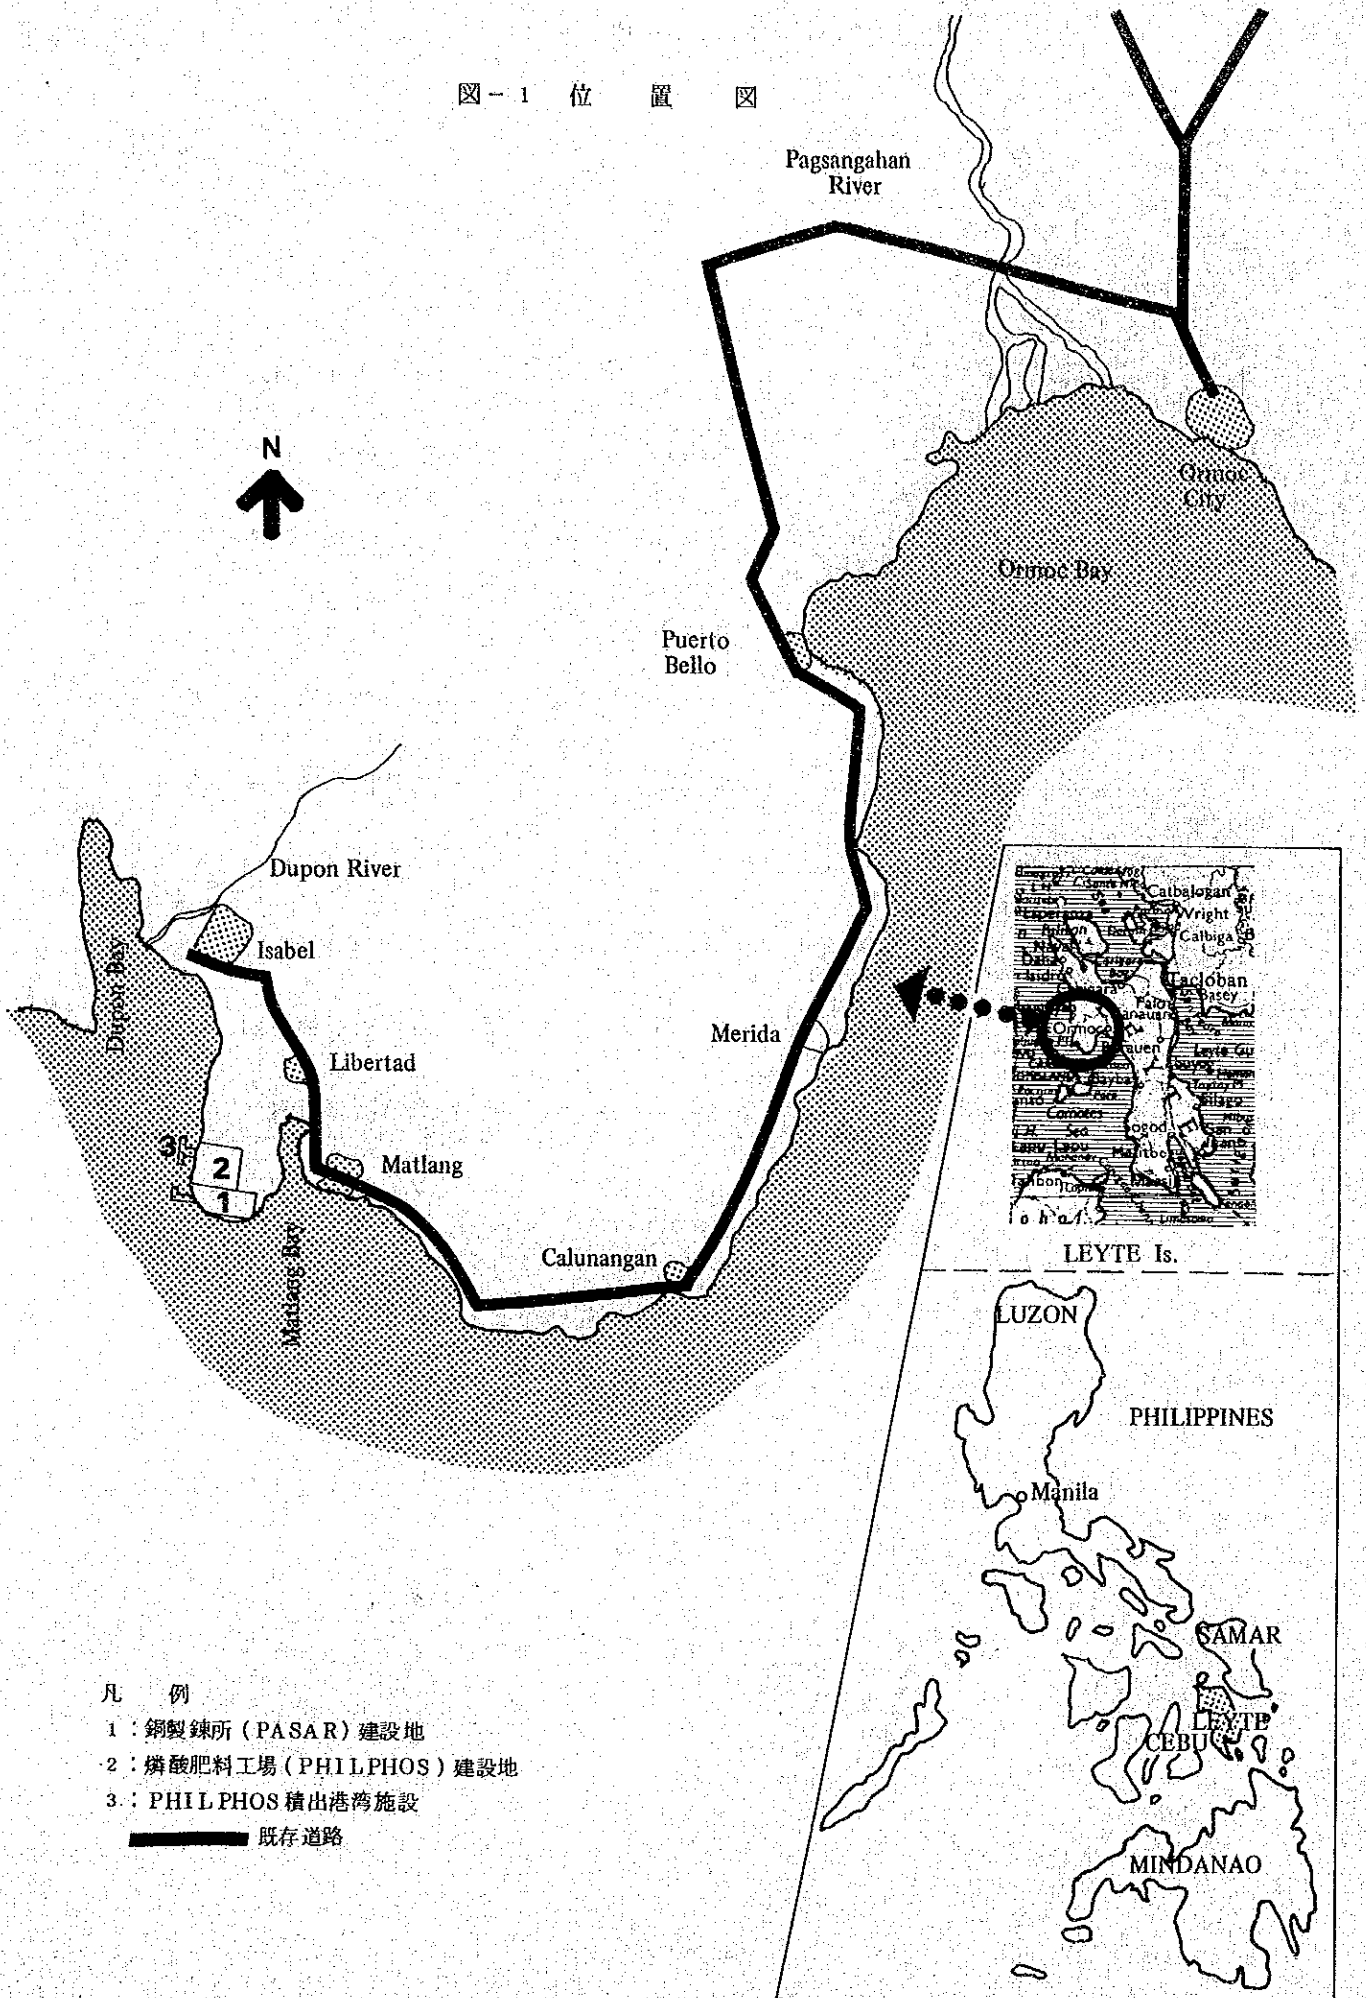 図-1 位置図
Pagsangahan
River
N
Ormoc
City
Ormoc Bay
Puerto
Bello
Dupon River
Isabel
Dupon Bay
Libertad
Merida
3
2
1
Matlang
Matlang Bay
Calunangan
Catbalogan
Wright
Calbiga
Tacloban
Basey
Ormoc
Leyte Gu
Camotes
Sea
LEYTE Is.
LUZON
PHILIPPINES
Manila
SAMAR
LEYTE
CEBU
MINDANAO
凡例
1：銅製錬所（PASAR）建設地
2：燐酸肥料工場（PHILPHOS）建設地
3：PHILPHOS積出港湾施設
既存道路